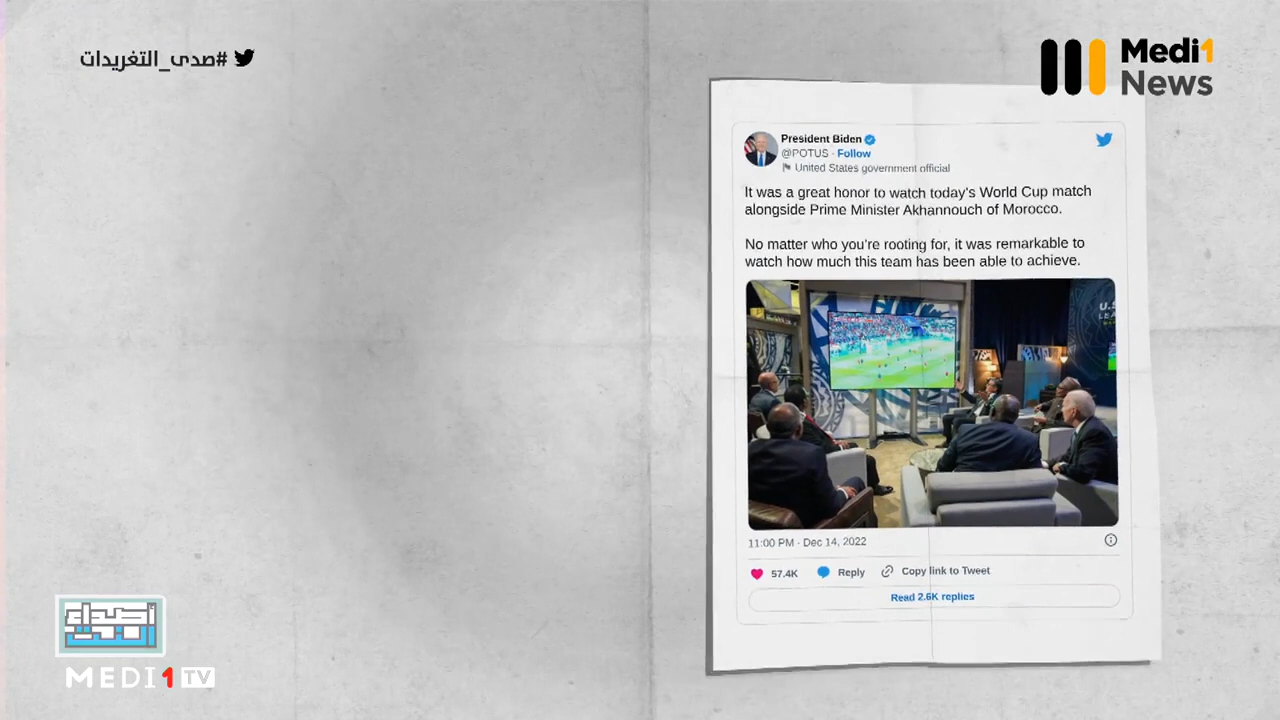 #صدى_التغريدات
Medi1
News
President Biden
@POTUS · Follow
United States government official
It was a great honor to watch today's World Cup match
alongside Prime Minister Akhannouch of Morocco.
No matter who you're rooting for, it was remarkable to
watch how much this team has been able to achieve.
11:00 PM · Dec 14, 2022
57.4K
Reply
Copy link to Tweet
Read 2.6K replies
أصداء
MEDI1TV